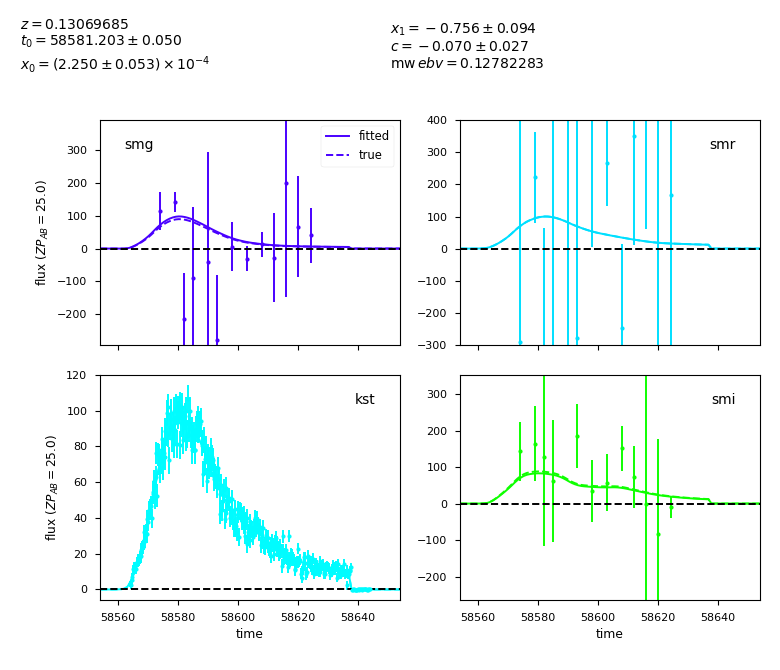 z = 0.13069685
t₀ = 58581.203 ± 0.050
x₀ = (2.250 ± 0.053) × 10⁻⁴
x₁ = −0.756 ± 0.094
c = −0.070 ± 0.027
mw ebv = 0.12782283
smg
fitted
true
300
200
100
0
−100
−200
flux (ZP_AB = 25.0)
smr
400
300
200
100
0
−100
−200
−300
kst
120
100
80
60
40
20
0
flux (ZP_AB = 25.0)
58560 58580 58600 58620 58640
time
smi
300
200
100
0
−100
−200
58560 58580 58600 58620 58640
time